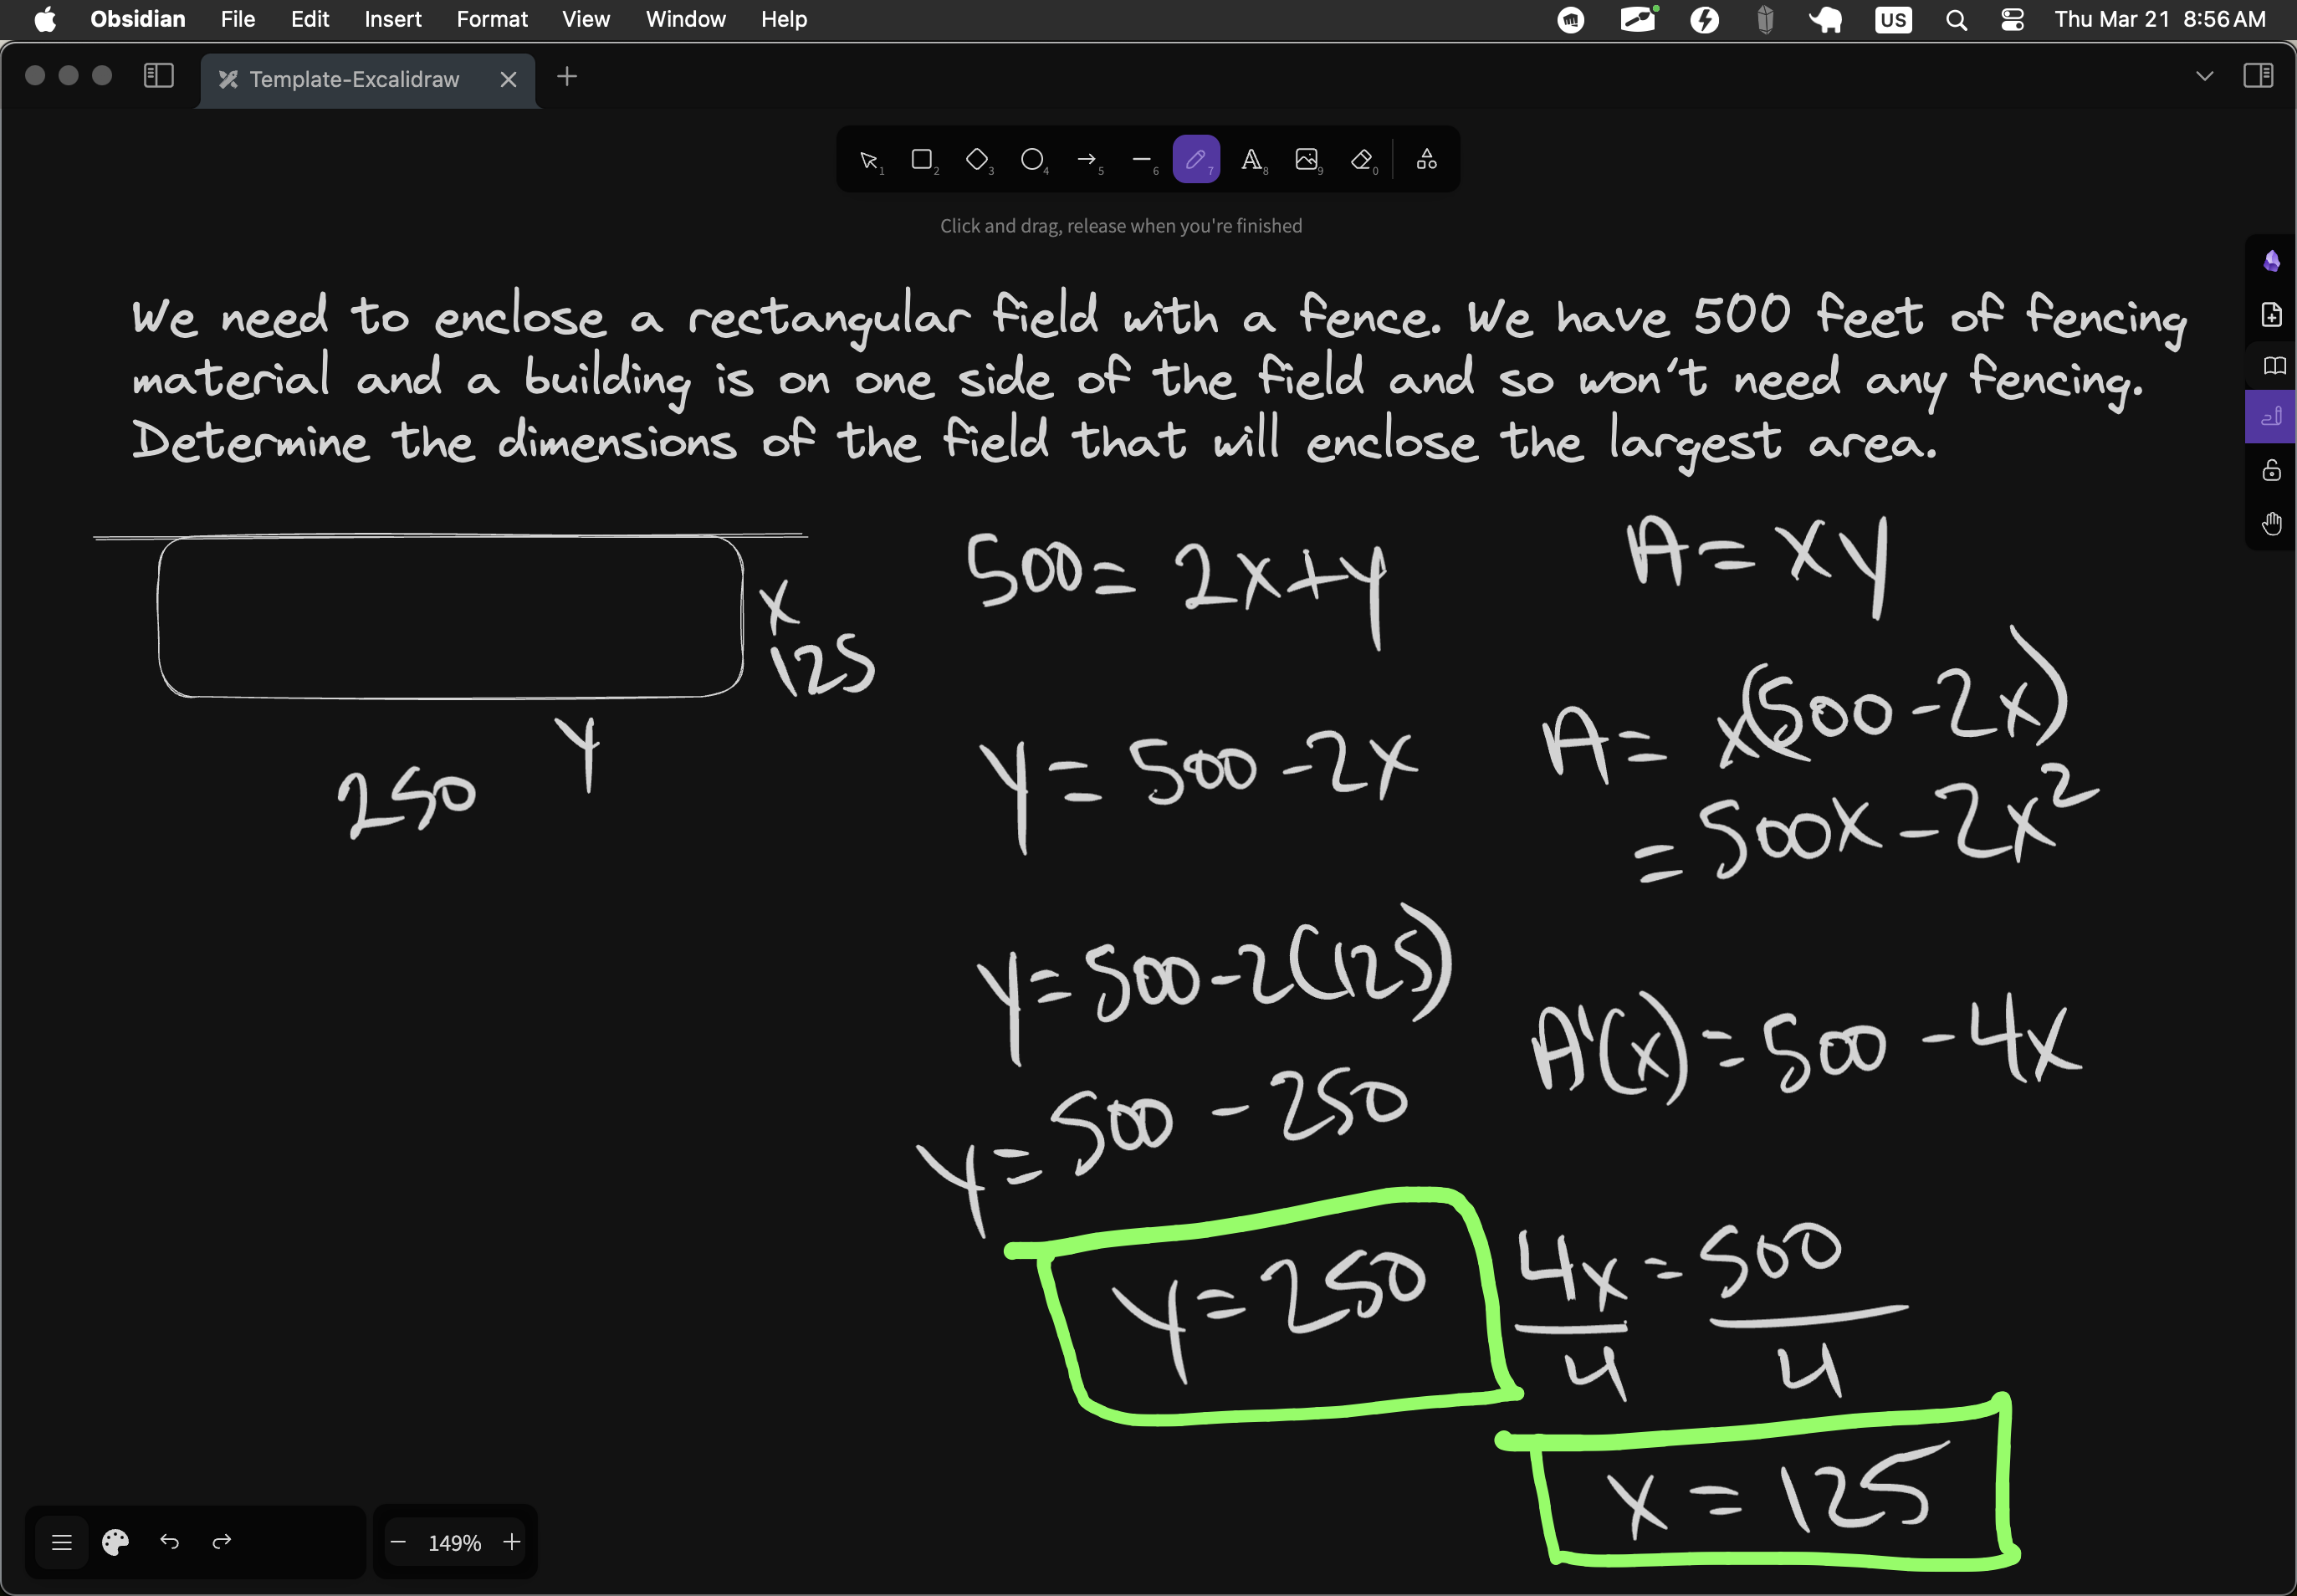 Obsidian File Edit Insert Format View Window Help US Thu Mar 21 8:56 AM
Template-Excalidraw
1 2 3 4 5 6 7 8 9 0
Click and drag, release when you're finished
We need to enclose a rectangular field with a fence. We have 500 feet of fencing
material and a building is on one side of the field and so won't need any fencing.
Determine the dimensions of the field that will enclose the largest area.
x
125
y
250
500 = 2x+y
y = 500 - 2x
y = 500 - 2(125)
y = 500 - 250
y = 250
A = xy
A = x(500 - 2x)
= 500x - 2x²
A'(x) = 500 - 4x
4x = 500
4 4
x = 125
149%